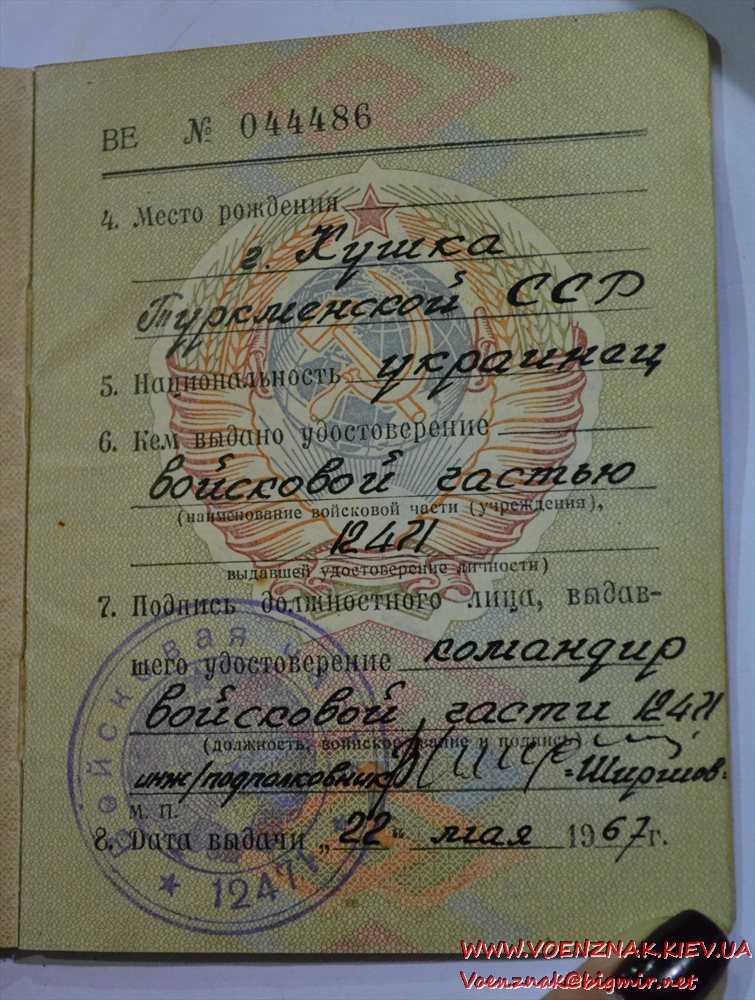 ВЕ № 044486
4. Место рождения
г. Кушка
Туркменской ССР
5. Национальность украинец
6. Кем выдано удостоверение
войсковой частью
(наименование войсковой части (учреждения),
12471
выдавшей удостоверение личности)
7. Подпись должностного лица, выдав-
шего удостоверение командир
войсковой части 12471
(должность, воинское звание и подпись)
инж/подполковник
М. П.
8. Дата выдачи „22“ мая 1967г.
Войсковая
* 12471 *
WWW.VOENZNAK.KIEV.UA
Voenznak@bigmir.net